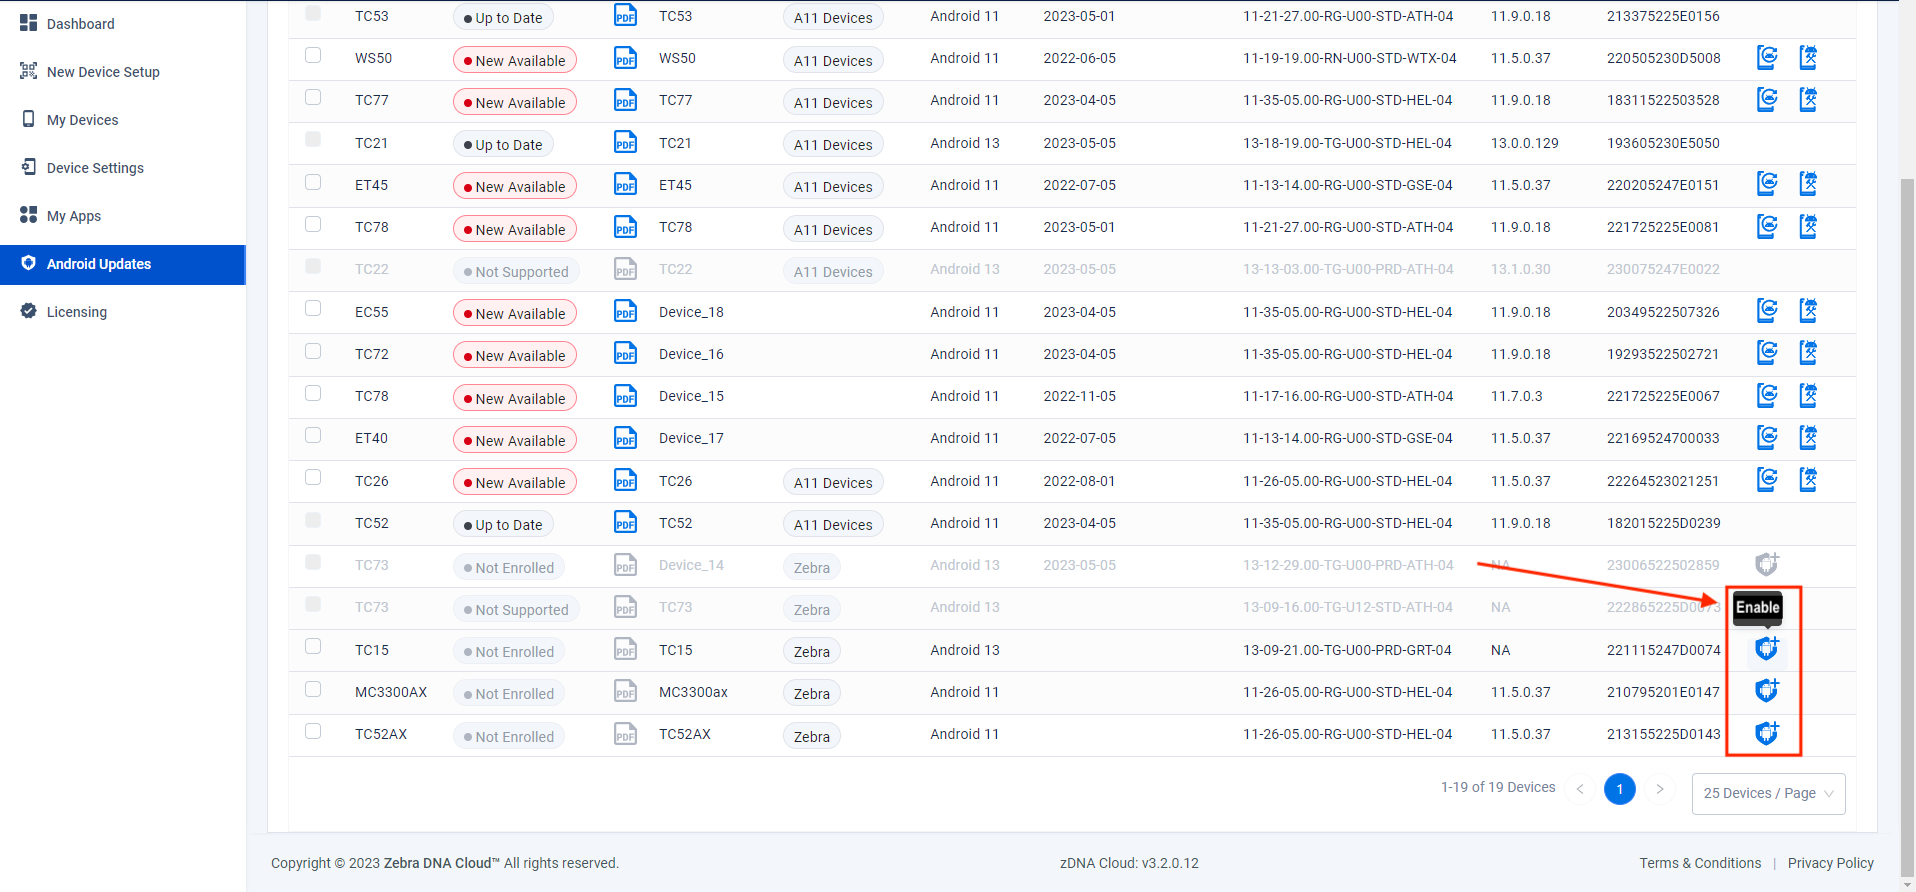 Dashboard
New Device Setup
My Devices
Device Settings
My Apps
Android Updates
Licensing
TC53 Up to Date PDF TC53 A11 Devices Android 11 2023-05-01 11-21-27.00-RG-U00-STD-ATH-04 11.9.0.18 213375225E0156
WS50 New Available PDF WS50 A11 Devices Android 11 2022-06-05 11-19-19.00-RN-U00-STD-WTX-04 11.5.0.37 220505230D5008
TC77 New Available PDF TC77 A11 Devices Android 11 2023-04-05 11-35-05.00-RG-U00-STD-HEL-04 11.9.0.18 18311522503528
TC21 Up to Date PDF TC21 A11 Devices Android 13 2023-05-05 13-18-19.00-TG-U00-STD-HEL-04 13.0.0.129 193605230E5050
ET45 New Available PDF ET45 A11 Devices Android 11 2022-07-05 11-13-14.00-RG-U00-STD-GSE-04 11.5.0.37 220205247E0151
TC78 New Available PDF TC78 A11 Devices Android 11 2023-05-01 11-21-27.00-RG-U00-STD-ATH-04 11.9.0.18 221725225E0081
TC22 Not Supported PDF TC22 A11 Devices Android 13 2023-05-05 13-13-03.00-TG-U00-PRD-ATH-04 13.1.0.30 230075247E0022
EC55 New Available PDF Device_18 Android 11 2023-04-05 11-35-05.00-RG-U00-STD-HEL-04 11.9.0.18 20349522507326
TC72 New Available PDF Device_16 Android 11 2023-04-05 11-35-05.00-RG-U00-STD-HEL-04 11.9.0.18 19293522502721
TC78 New Available PDF Device_15 Android 11 2022-11-05 11-17-16.00-RG-U00-STD-ATH-04 11.7.0.3 221725225E0067
ET40 New Available PDF Device_17 Android 11 2022-07-05 11-13-14.00-RG-U00-STD-GSE-04 11.5.0.37 22169524700033
TC26 New Available PDF TC26 A11 Devices Android 11 2022-08-01 11-26-05.00-RG-U00-STD-HEL-04 11.5.0.37 22264523021251
TC52 Up to Date PDF TC52 A11 Devices Android 11 2023-04-05 11-35-05.00-RG-U00-STD-HEL-04 11.9.0.18 182015225D0239
TC73 Not Enrolled PDF Device_14 Zebra Android 13 2023-05-05 13-12-29.00-TG-U00-PRD-ATH-04 NA 23006522502859
TC73 Not Supported PDF TC73 Zebra Android 13 13-09-16.00-TG-U12-STD-ATH-04 NA 222865225D0073 Enable
TC15 Not Enrolled PDF TC15 Zebra Android 13 13-09-21.00-TG-U00-PRD-GRT-04 NA 221115247D0074
MC3300AX Not Enrolled PDF MC3300ax Zebra Android 11 11-26-05.00-RG-U00-STD-HEL-04 11.5.0.37 210795201E0147
TC52AX Not Enrolled PDF TC52AX Zebra Android 11 11-26-05.00-RG-U00-STD-HEL-04 11.5.0.37 213155225D0143
1-19 of 19 Devices < 1 > 25 Devices / Page
Copyright © 2023 Zebra DNA Cloud™ All rights reserved. zDNA Cloud: v3.2.0.12 Terms & Conditions | Privacy Policy